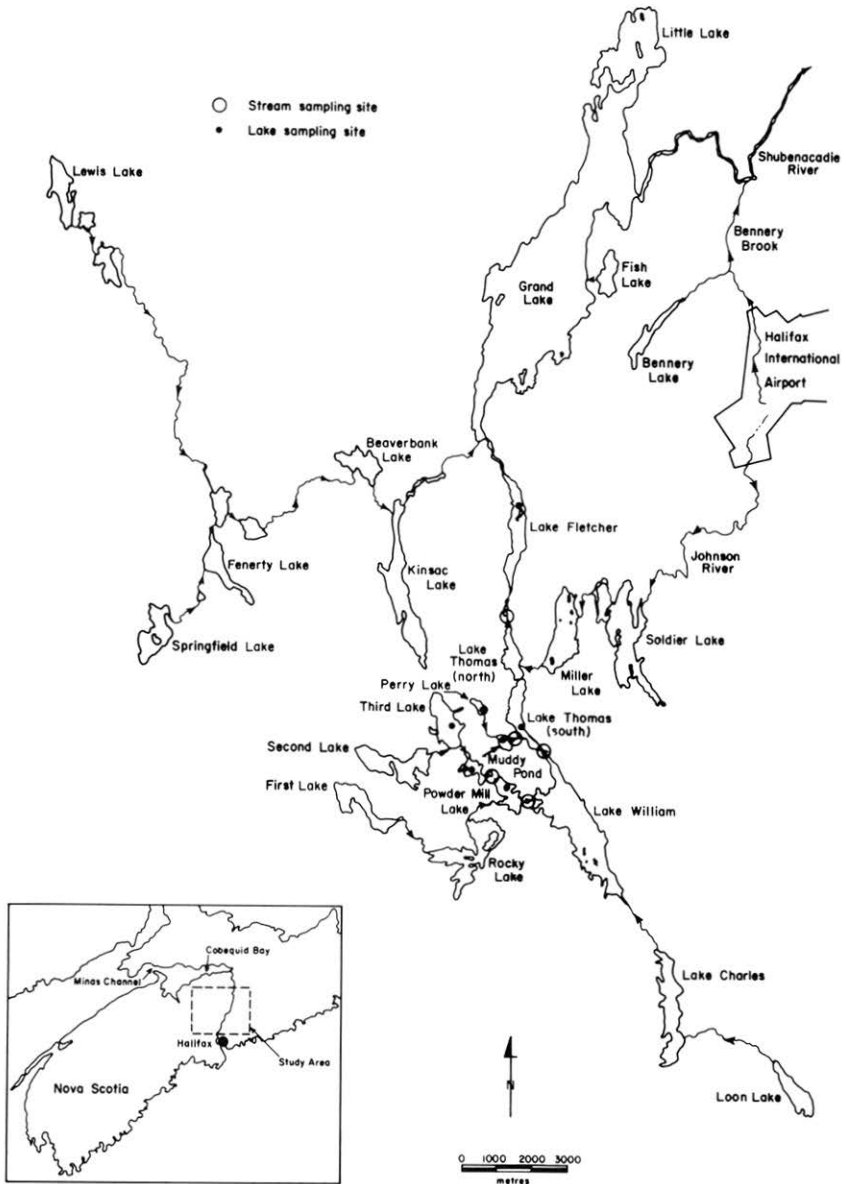 Little Lake
Stream sampling site
Lake sampling site
Lewis Lake
Shubenacadie
River
Bennery
Brook
Fish
Lake
Grand
Lake
Halifax
International
Airport
Bennery
Lake
Beaverbank
Lake
Lake Fletcher
Johnson
River
Fenerty Lake
Kinsac
Lake
Springfield Lake
Soldier Lake
Lake
Thomas
(north)
Miller
Lake
Perry Lake
Third Lake
Lake Thomas
(south)
Second Lake
Muddy
Pond
First Lake
Powder Mill
Lake
Lake William
Rocky
Lake
Cobequid Bay
Minas Channel
Halifax
Study Area
Nova Scotia
Lake Charles
N
Loon Lake
0 1000 2000 3000
metres